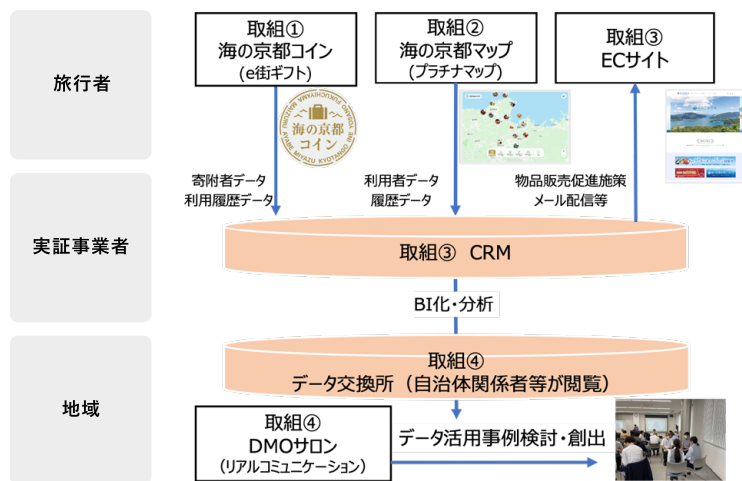 旅行者
取組①
海の京都コイン
(e街ギフト)
取組②
海の京都マップ
(プラチナマップ)
取組③
ECサイト
海の京都
コイン
TANGO FUKUCHIYAMA MAIZURU AYABE MIYAZU KYOTANGO INE YOSANO
寄附者データ
利用履歴データ
利用者データ
履歴データ
物品販売促進施策
メール配信等
実証事業者
取組③ CRM
BI化・分析
地域
取組④
データ交換所（自治体関係者等が閲覧）
取組④
DMOサロン
（リアルコミュニケーション）
データ活用事例検討・創出